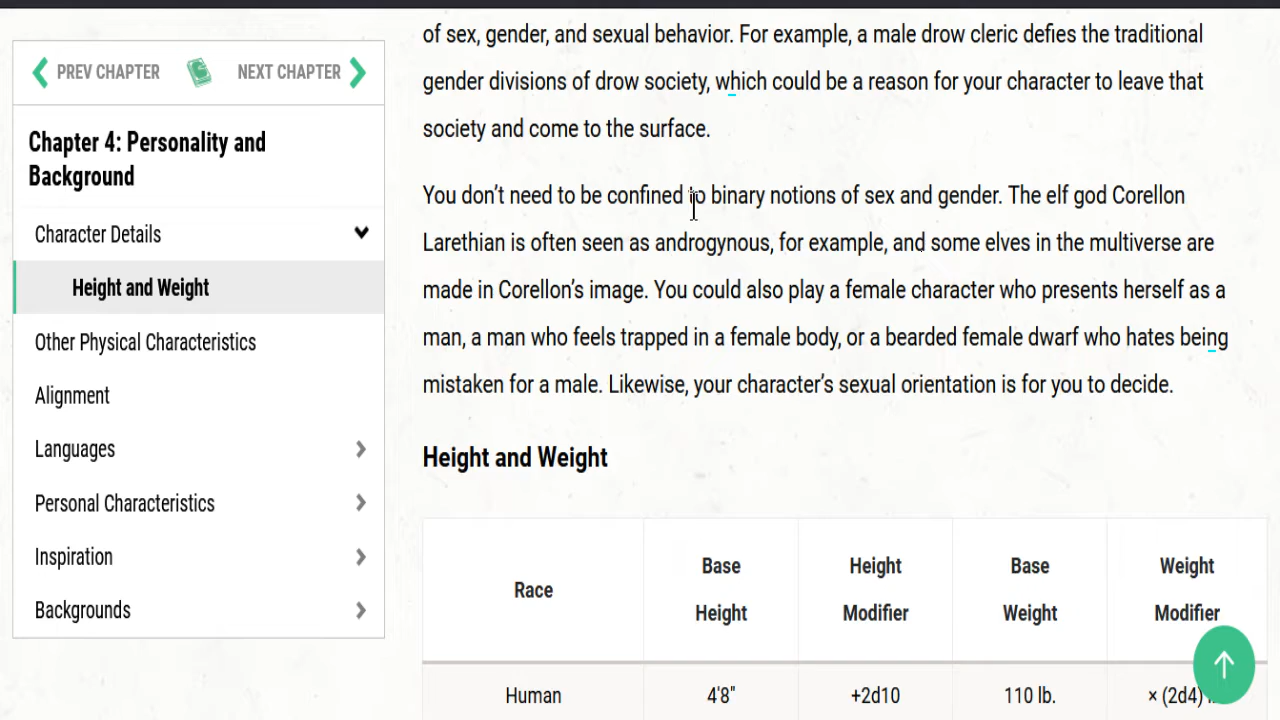 PREV CHAPTER
NEXT CHAPTER
Chapter 4: Personality and
Background
Character Details
Height and Weight
Other Physical Characteristics
Alignment
Languages
Personal Characteristics
Inspiration
Backgrounds
of sex, gender, and sexual behavior. For example, a male drow cleric defies the traditional
gender divisions of drow society, which could be a reason for your character to leave that
society and come to the surface.
You don’t need to be confined to binary notions of sex and gender. The elf god Corellon
Larethian is often seen as androgynous, for example, and some elves in the multiverse are
made in Corellon’s image. You could also play a female character who presents herself as a
man, a man who feels trapped in a female body, or a bearded female dwarf who hates being
mistaken for a male. Likewise, your character’s sexual orientation is for you to decide.
Height and Weight
Race
Base
Height
Height
Modifier
Base
Weight
Weight
Modifier
Human
4'8"
+2d10
110 lb.
× (2d4)